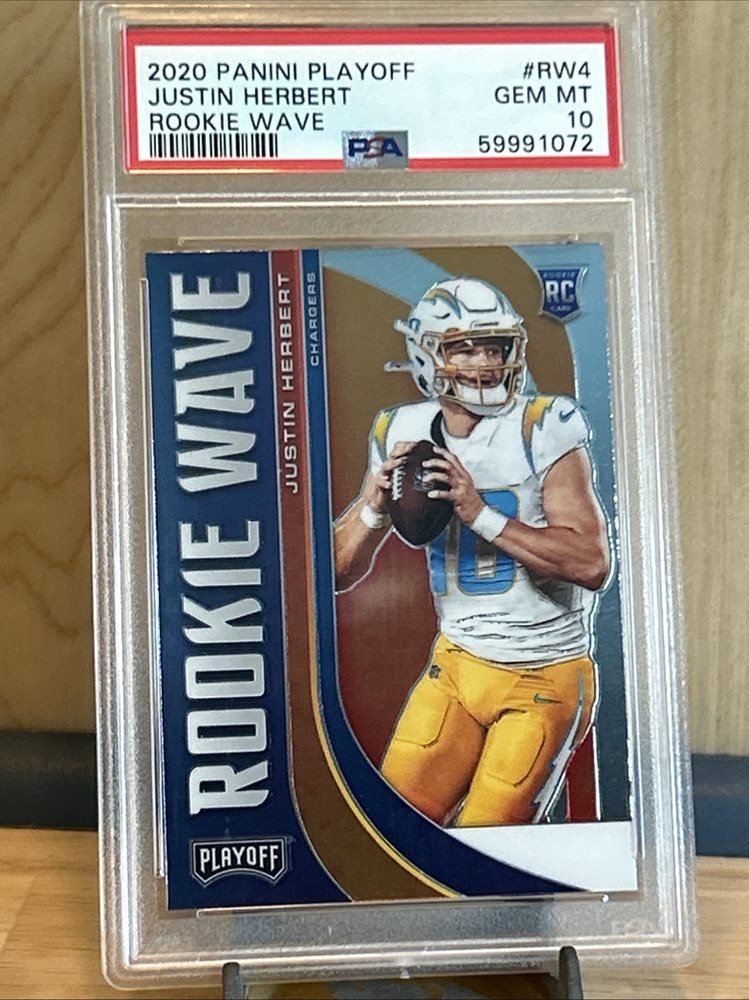 2020 PANINI PLAYOFF #RW4
JUSTIN HERBERT GEM MT
ROOKIE WAVE 10
PSA 59991072
ROOKIE WAVE
JUSTIN HERBERT
CHARGERS
ROOKIE
RC
CARD
10
PLAYOFF